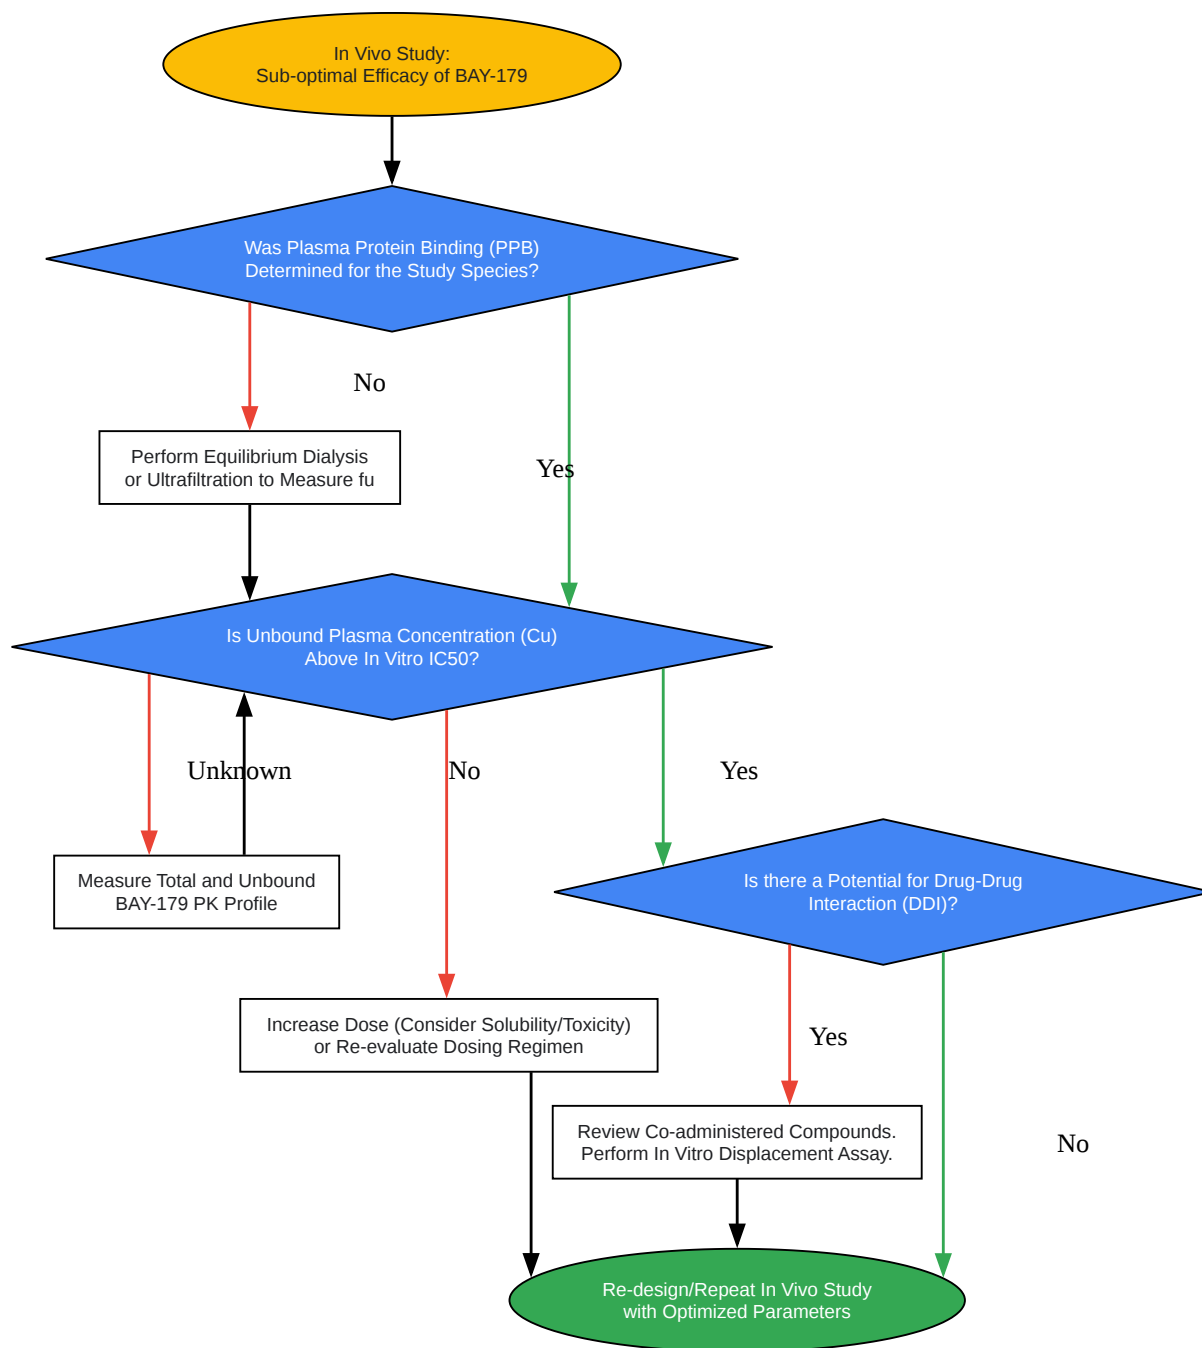 In Vivo Study:
Sub-optimal Efficacy of BAY-179
Was Plasma Protein Binding (PPB)
Determined for the Study Species?
No
Perform Equilibrium Dialysis
or Ultrafiltration to Measure fu
Yes
Is Unbound Plasma Concentration (Cu)
Above In Vitro IC50?
Unknown
No
Yes
Measure Total and Unbound
BAY-179 PK Profile
Is there a Potential for Drug-Drug
Interaction (DDI)?
Increase Dose (Consider Solubility/Toxicity)
or Re-evaluate Dosing Regimen
Yes
Review Co-administered Compounds.
Perform In Vitro Displacement Assay.
No
Re-design/Repeat In Vivo Study
with Optimized Parameters